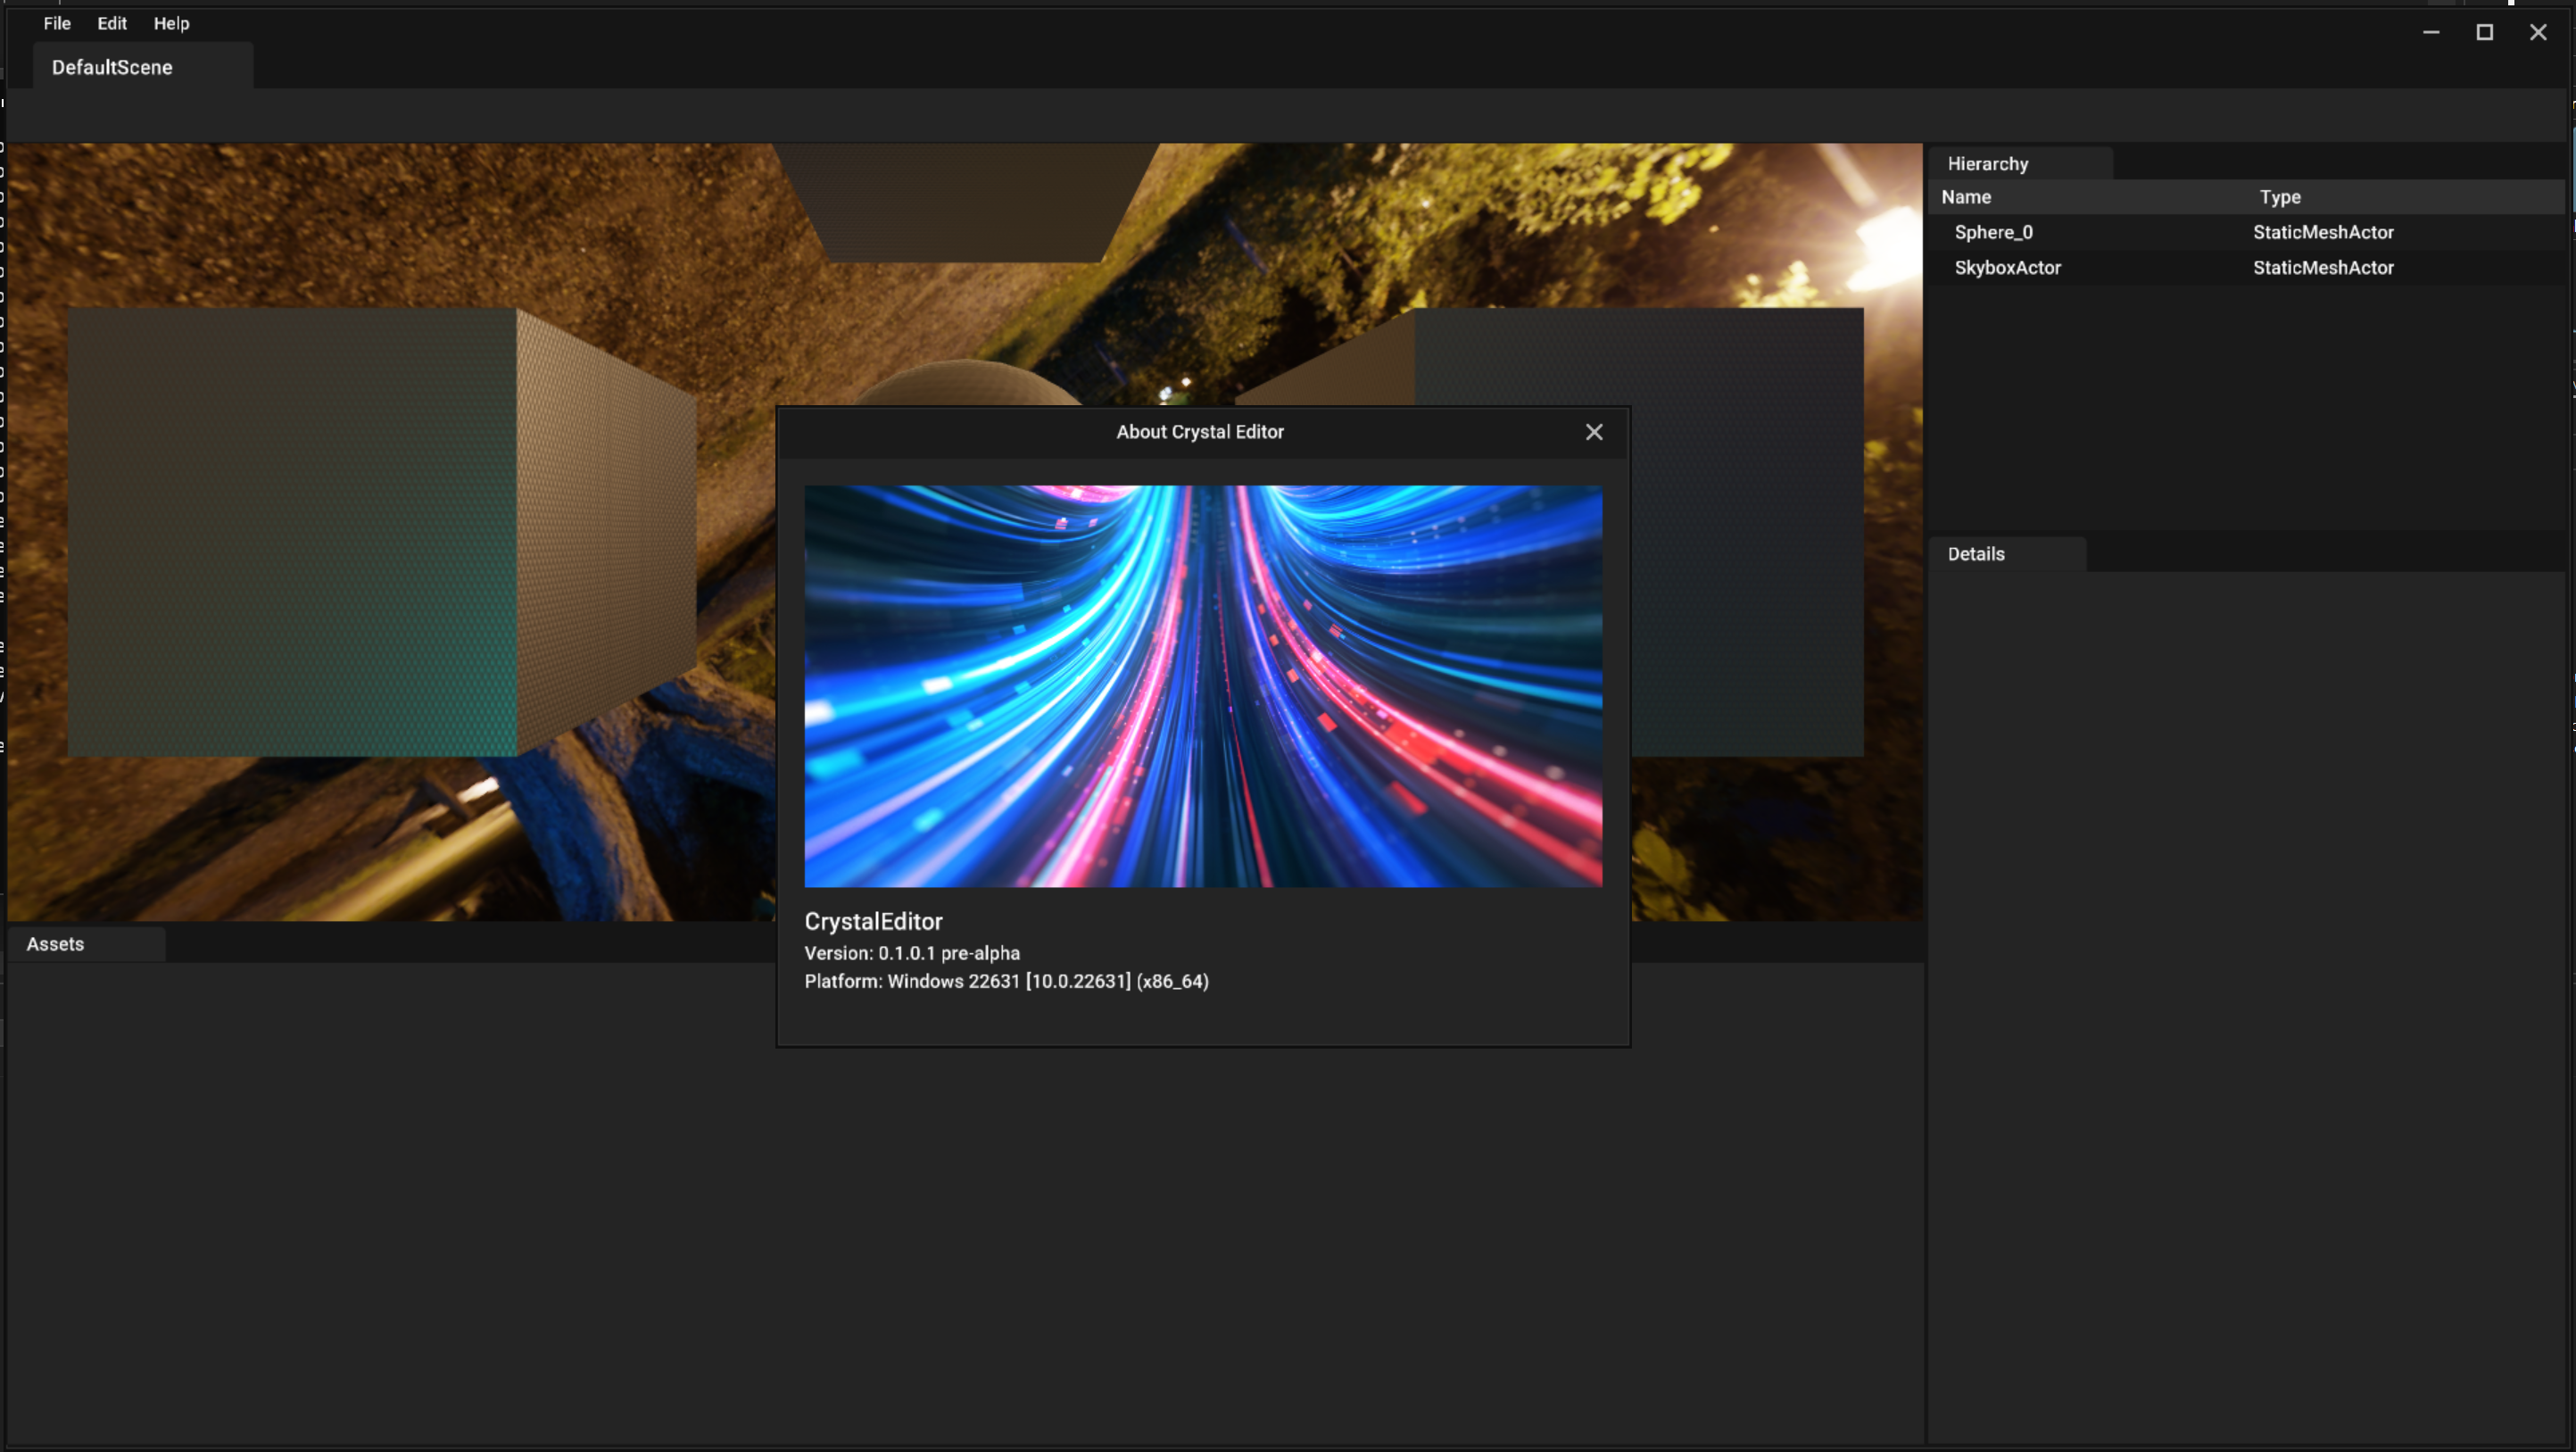 File Edit Help
DefaultScene
Hierarchy
Name Type
Sphere_0 StaticMeshActor
SkyboxActor StaticMeshActor
About Crystal Editor
Details
CrystalEditor
Version: 0.1.0.1 pre-alpha
Platform: Windows 22631 [10.0.22631] (x86_64)
Assets